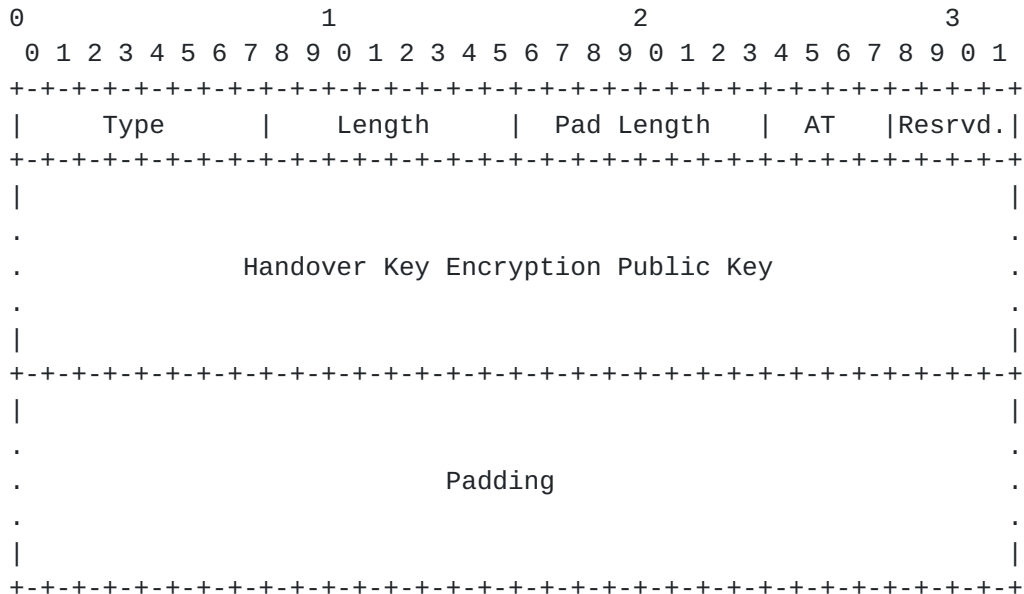 0                   1                   2                   3
 0 1 2 3 4 5 6 7 8 9 0 1 2 3 4 5 6 7 8 9 0 1 2 3 4 5 6 7 8 9 0 1
+-+-+-+-+-+-+-+-+-+-+-+-+-+-+-+-+-+-+-+-+-+-+-+-+-+-+-+-+-+-+-+-+
|     Type      |    Length     |  Pad Length   |  AT   |Resrvd.|
+-+-+-+-+-+-+-+-+-+-+-+-+-+-+-+-+-+-+-+-+-+-+-+-+-+-+-+-+-+-+-+-+
|                                                               |
.                                                               .
.              Handover Key Encryption Public Key               .
.                                                               .
|                                                               |
+-+-+-+-+-+-+-+-+-+-+-+-+-+-+-+-+-+-+-+-+-+-+-+-+-+-+-+-+-+-+-+-+
|                                                               |
.                                                               .
.                           Padding                             .
.                                                               .
|                                                               |
+-+-+-+-+-+-+-+-+-+-+-+-+-+-+-+-+-+-+-+-+-+-+-+-+-+-+-+-+-+-+-+-+